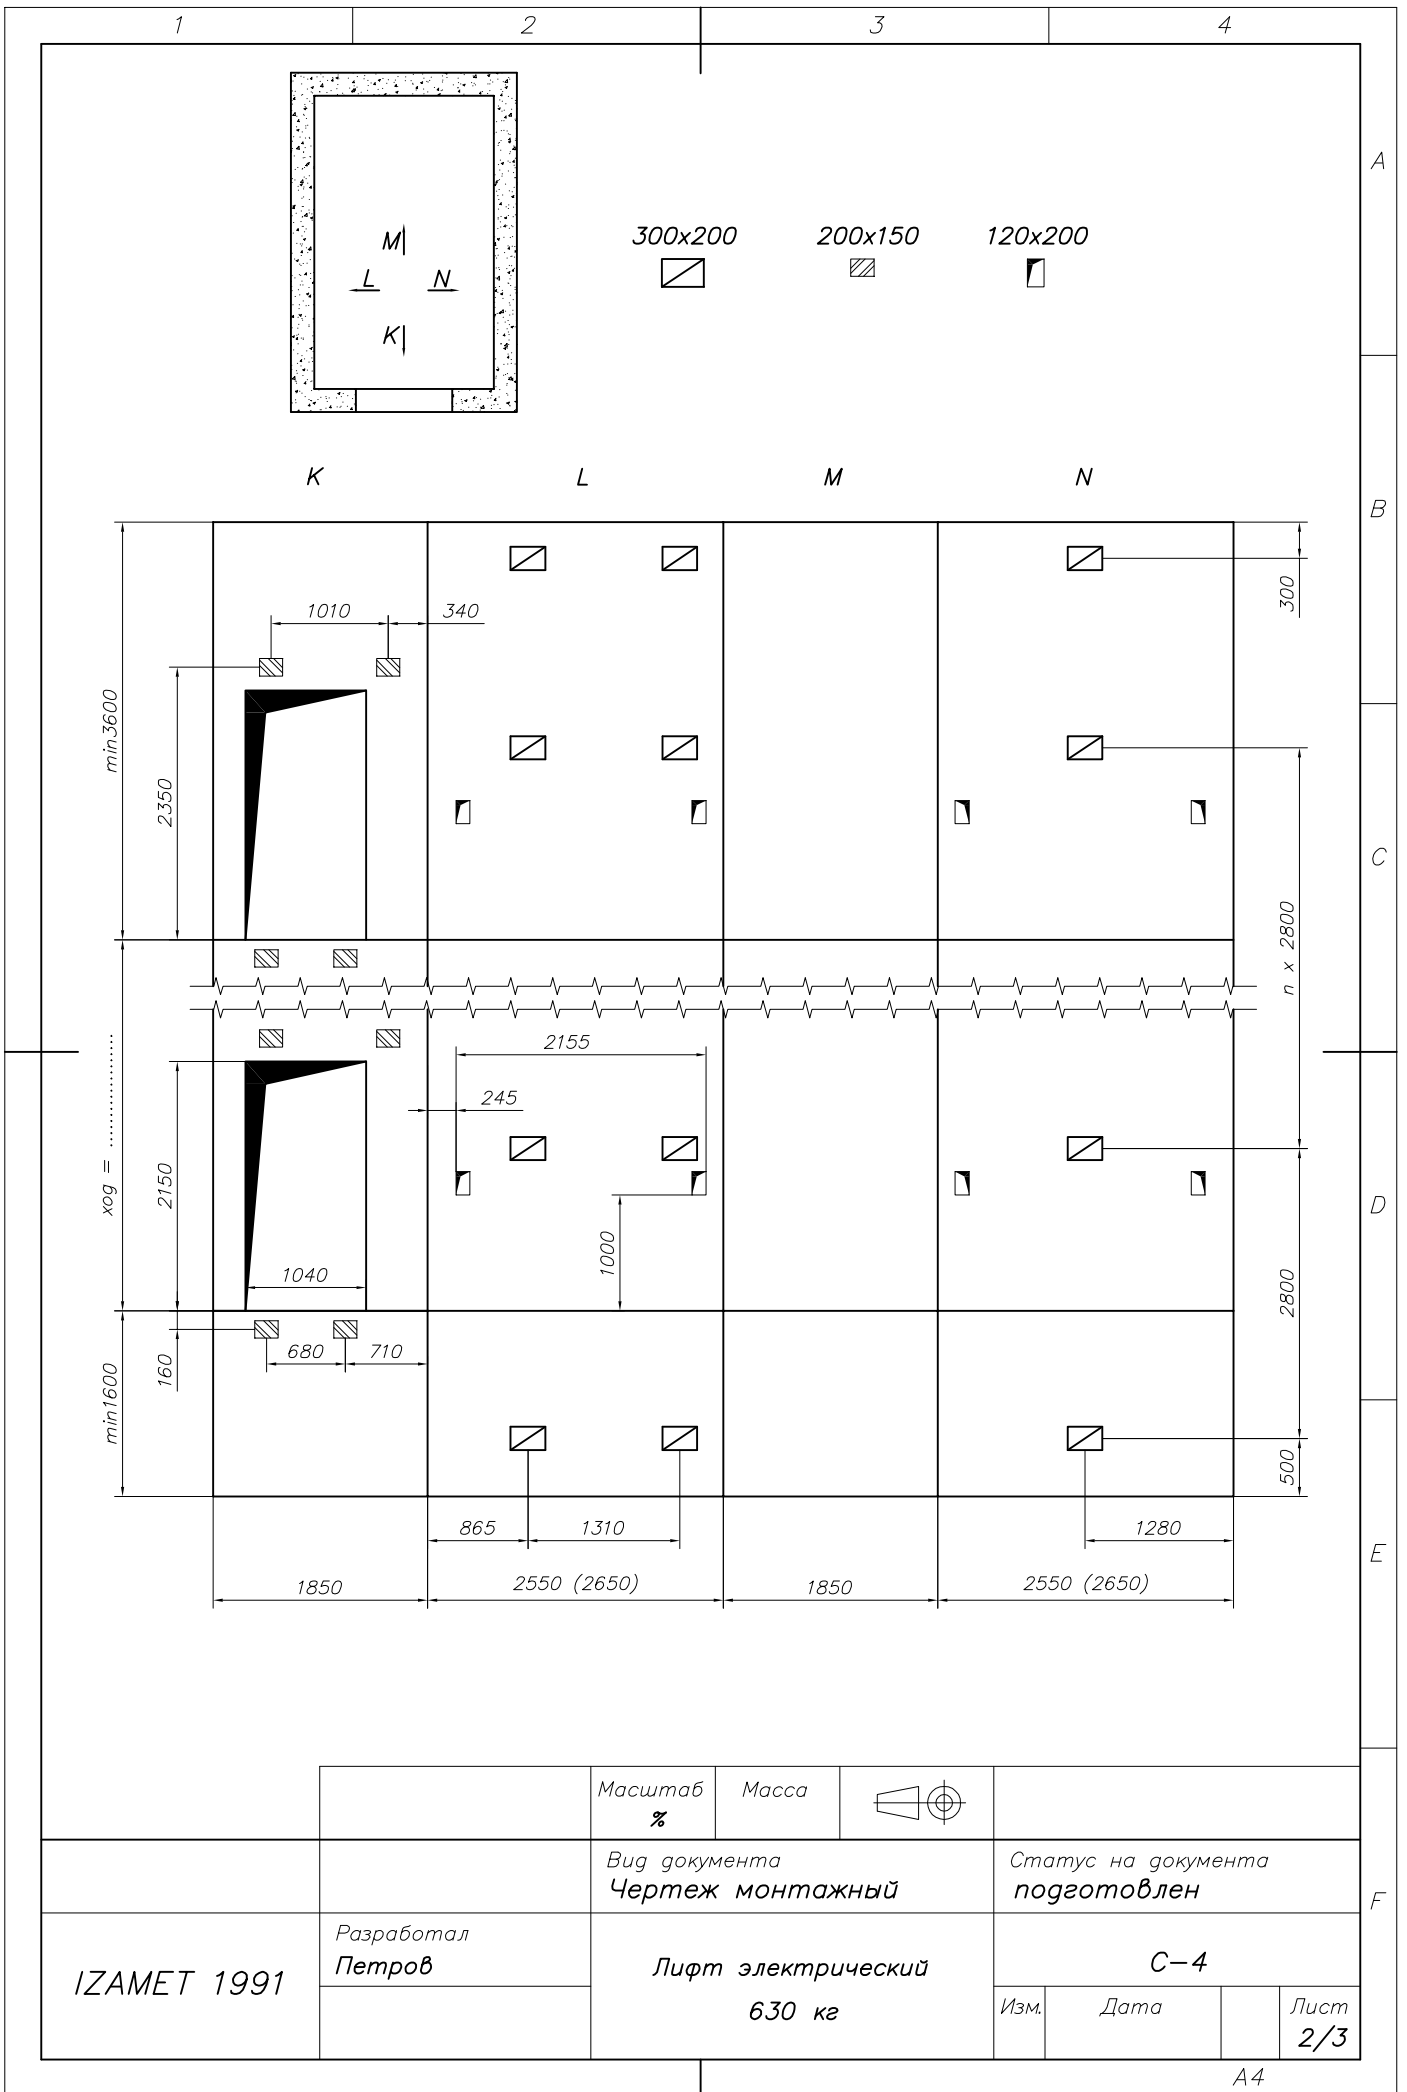 1 2 3 4
A
B
C
D
E
F
M
L N
K
300x200 200x150 120x200
K L M N
1010 340
300
min3600
2350
n x 2800
2155
245
ход = ....................
2150
1000
1040
2800
680 710
160
min1600
500
865 1310 1280
1850 2550 (2650) 1850 2550 (2650)
Масштаб Масса
%
Вид документа Статус на документа
Чертеж монтажный подготовлен
Разработал
Петров
IZAMET 1991
Лифт электрический
630 кг
С-4
Изм. Дата Лист
2/3
A4